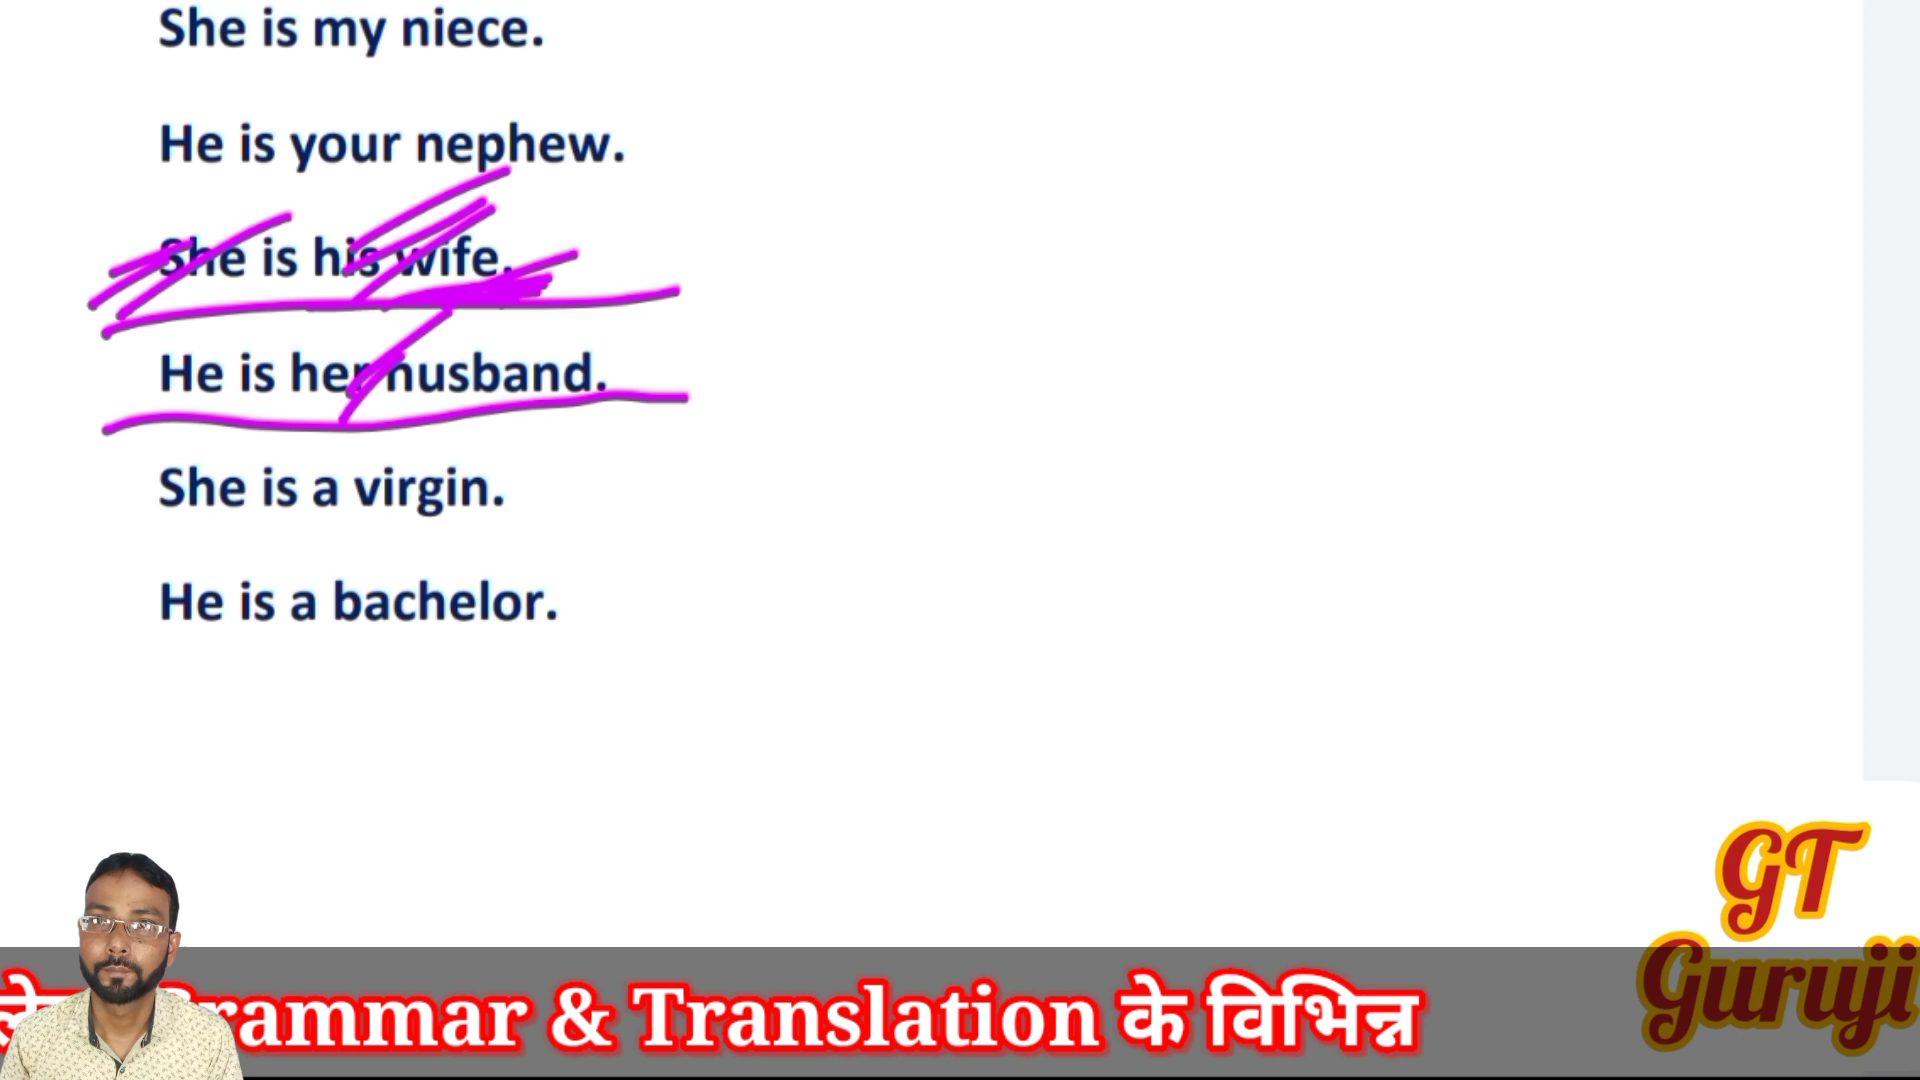 She is my niece.
He is your nephew.
She is his wife.
He is her husband.
She is a virgin.
He is a bachelor.
GT
Guruji
Grammar & Translation के विभिन्न